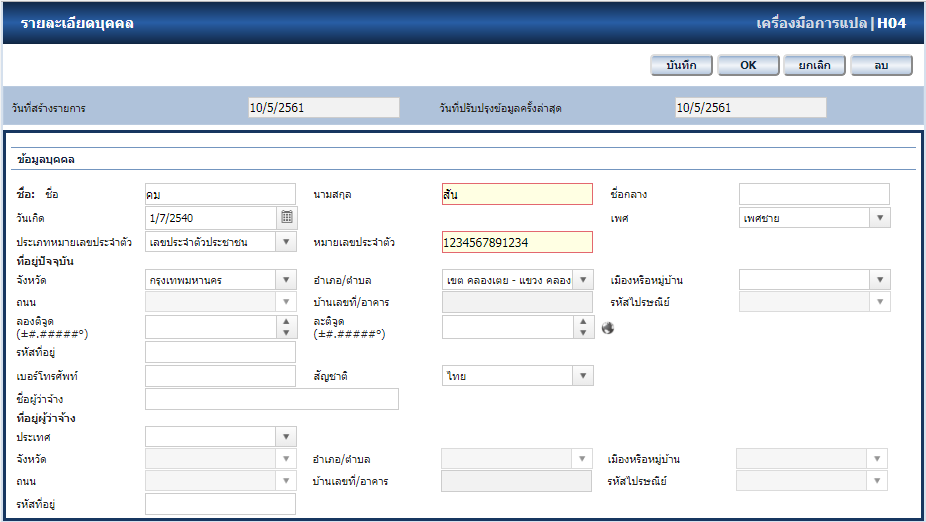 รายละเอียดบุคคล เครื่องมือการแปล|H04
บันทึก OK ยกเลิก ลบ
วันที่สร้างรายการ 10/5/2561 วันที่ปรับปรุงข้อมูลครั้งล่าสุด 10/5/2561
ข้อมูลบุคคล
ชื่อ: ชื่อ คม นามสกุล สัน ชื่อกลาง
วันเกิด 1/7/2540 เพศ เพศชาย
ประเภทหมายเลขประจำตัว เลขประจำตัวประชาชน หมายเลขประจำตัว 1234567891234
ที่อยู่ปัจจุบัน
จังหวัด กรุงเทพมหานคร อำเภอ/ตำบล เขต คลองเตย - แขวง คลอง เมืองหรือหมู่บ้าน
ถนน บ้านเลขที่/อาคาร รหัสไปรษณีย์
ลองติจูด ละติจูด
(±#.#####°) (±#.#####°)
รหัสที่อยู่
เบอร์โทรศัพท์ สัญชาติ ไทย
ชื่อผู้ว่าจ้าง
ที่อยู่ผู้ว่าจ้าง
ประเทศ
จังหวัด อำเภอ/ตำบล เมืองหรือหมู่บ้าน
ถนน บ้านเลขที่/อาคาร รหัสไปรษณีย์
รหัสที่อยู่